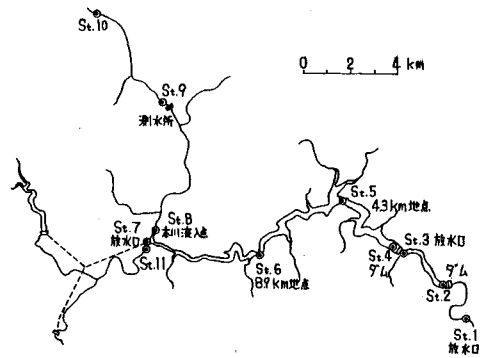 St.10
0 2 4 km
St.9
測水所
St.5
4.3km地点
St.7
放水口
St.8
本川流入点
St.11
St.6
8.9km地点
St.3 放水口
St.4
ダム
ダム
St.2
St.1
放水口